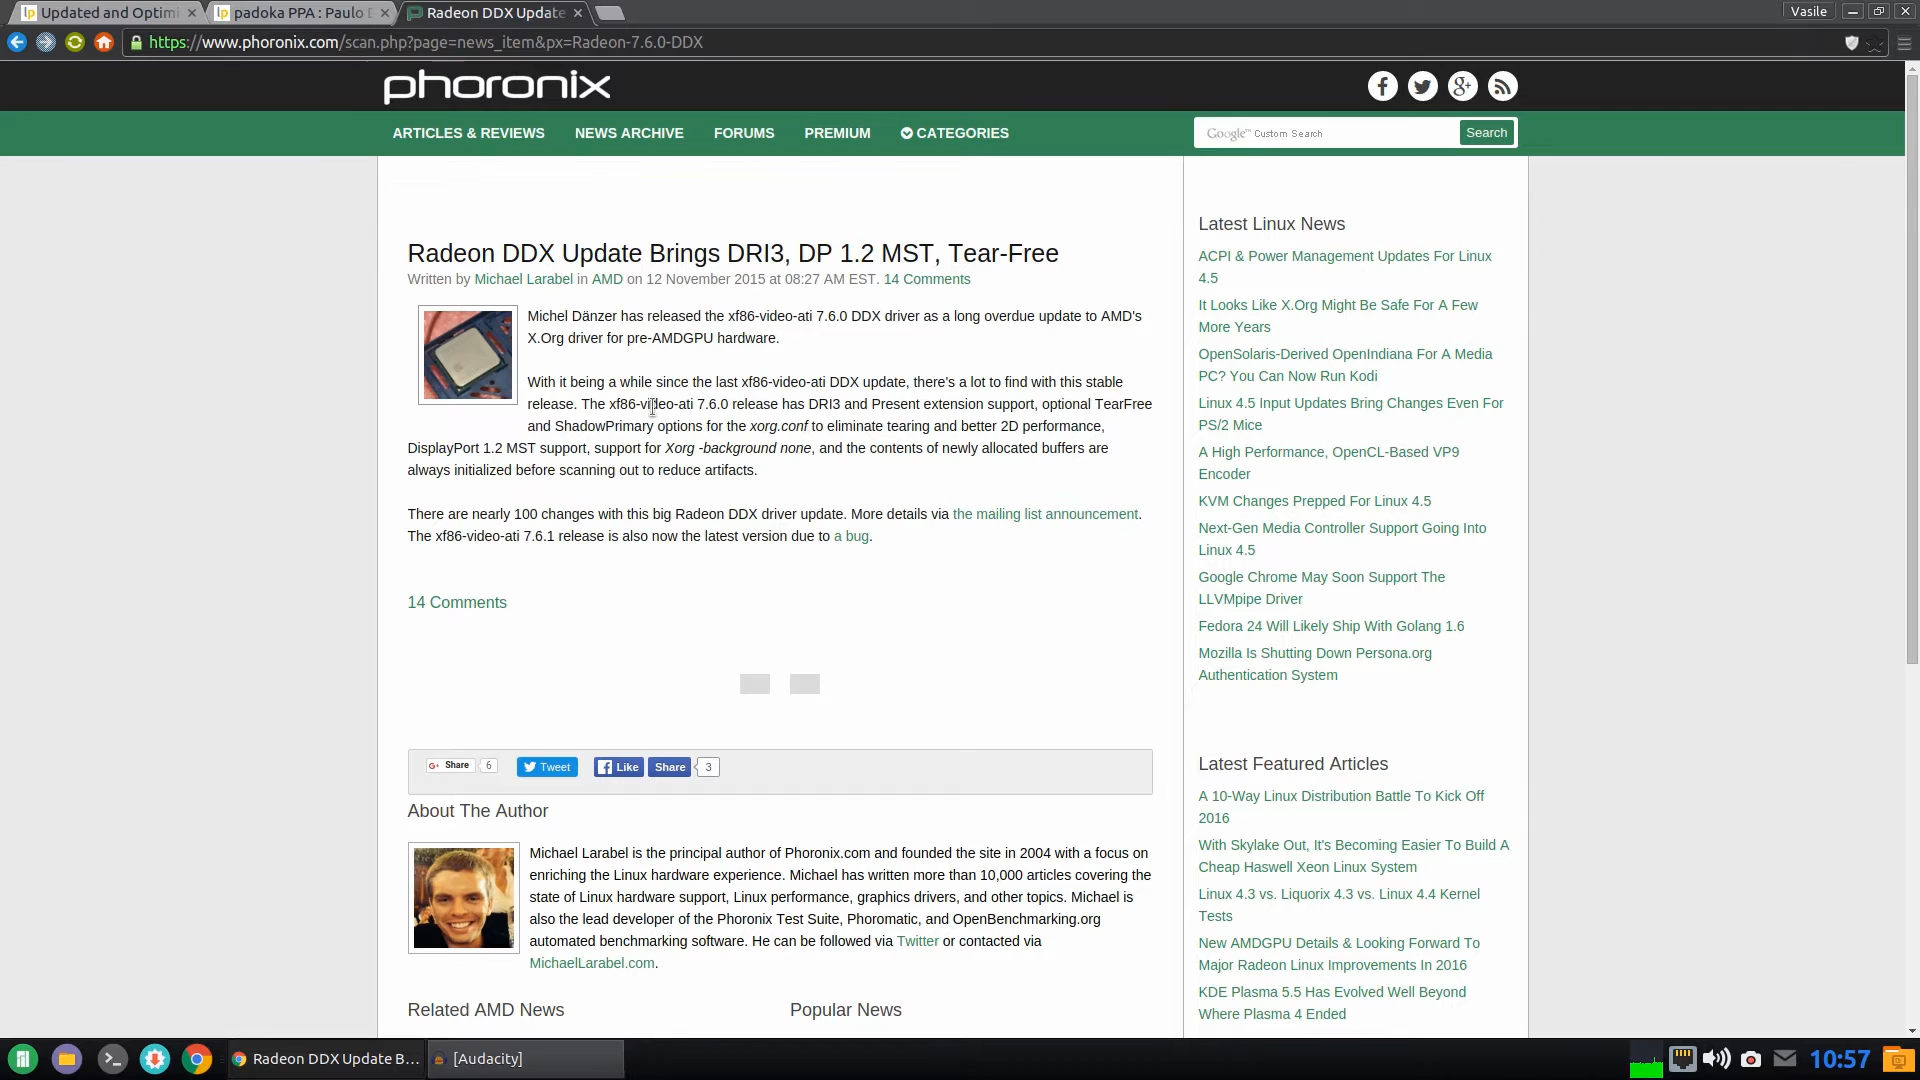 Updated and Optimi
padoka PPA : Paulo D
Radeon DDX Update
Vasile
https://www.phoronix.com/scan.php?page=news_item&px=Radeon-7.6.0-DDX
phoronix
ARTICLES & REVIEWS NEWS ARCHIVE FORUMS PREMIUM CATEGORIES
Google™ Custom Search
Search
Radeon DDX Update Brings DRI3, DP 1.2 MST, Tear-Free
Written by Michael Larabel in AMD on 12 November 2015 at 08:27 AM EST. 14 Comments
Michel Dänzer has released the xf86-video-ati 7.6.0 DDX driver as a long overdue update to AMD's
X.Org driver for pre-AMDGPU hardware.
With it being a while since the last xf86-video-ati DDX update, there's a lot to find with this stable
release. The xf86-video-ati 7.6.0 release has DRI3 and Present extension support, optional TearFree
and ShadowPrimary options for the xorg.conf to eliminate tearing and better 2D performance,
DisplayPort 1.2 MST support, support for Xorg -background none, and the contents of newly allocated buffers are
always initialized before scanning out to reduce artifacts.
There are nearly 100 changes with this big Radeon DDX driver update. More details via the mailing list announcement.
The xf86-video-ati 7.6.1 release is also now the latest version due to a bug.
14 Comments
G+ Share 6
Tweet
Like
Share
3
About The Author
Michael Larabel is the principal author of Phoronix.com and founded the site in 2004 with a focus on
enriching the Linux hardware experience. Michael has written more than 10,000 articles covering the
state of Linux hardware support, Linux performance, graphics drivers, and other topics. Michael is
also the lead developer of the Phoronix Test Suite, Phoromatic, and OpenBenchmarking.org
automated benchmarking software. He can be followed via Twitter or contacted via
MichaelLarabel.com.
Related AMD News
Popular News
Latest Linux News
ACPI & Power Management Updates For Linux
4.5
It Looks Like X.Org Might Be Safe For A Few
More Years
OpenSolaris-Derived OpenIndiana For A Media
PC? You Can Now Run Kodi
Linux 4.5 Input Updates Bring Changes Even For
PS/2 Mice
A High Performance, OpenCL-Based VP9
Encoder
KVM Changes Prepped For Linux 4.5
Next-Gen Media Controller Support Going Into
Linux 4.5
Google Chrome May Soon Support The
LLVMpipe Driver
Fedora 24 Will Likely Ship With Golang 1.6
Mozilla Is Shutting Down Persona.org
Authentication System
Latest Featured Articles
A 10-Way Linux Distribution Battle To Kick Off
2016
With Skylake Out, It's Becoming Easier To Build A
Cheap Haswell Xeon Linux System
Linux 4.3 vs. Liquorix 4.3 vs. Linux 4.4 Kernel
Tests
New AMDGPU Details & Looking Forward To
Major Radeon Linux Improvements In 2016
KDE Plasma 5.5 Has Evolved Well Beyond
Where Plasma 4 Ended
Radeon DDX Update B...
[Audacity]
10:57